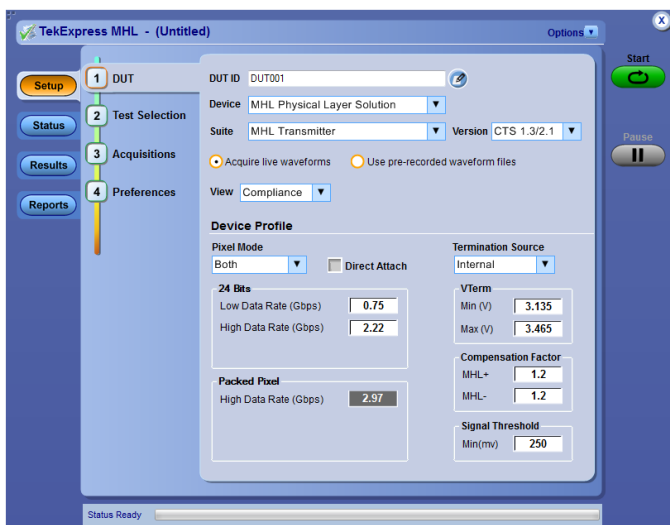 TekExpress MHL - (Untitled)
Options
x
Start
Setup
Status
Results
Reports
1 DUT
2 Test Selection
3 Acquisitions
4 Preferences
DUT ID DUT001
Device MHL Physical Layer Solution
Suite MHL Transmitter Version CTS 1.3/2.1
Acquire live waveforms Use pre-recorded waveform files
View Compliance
Pause
Device Profile
Pixel Mode Termination Source
Both Direct Attach Internal
24 Bits
Low Data Rate (Gbps) 0.75
High Data Rate (Gbps) 2.22
VTerm
Min (V) 3.135
Max (V) 3.465
Packed Pixel
High Data Rate (Gbps) 2.97
Compensation Factor
MHL+ 1.2
MHL- 1.2
Signal Threshold
Min(mv) 250
Status Ready